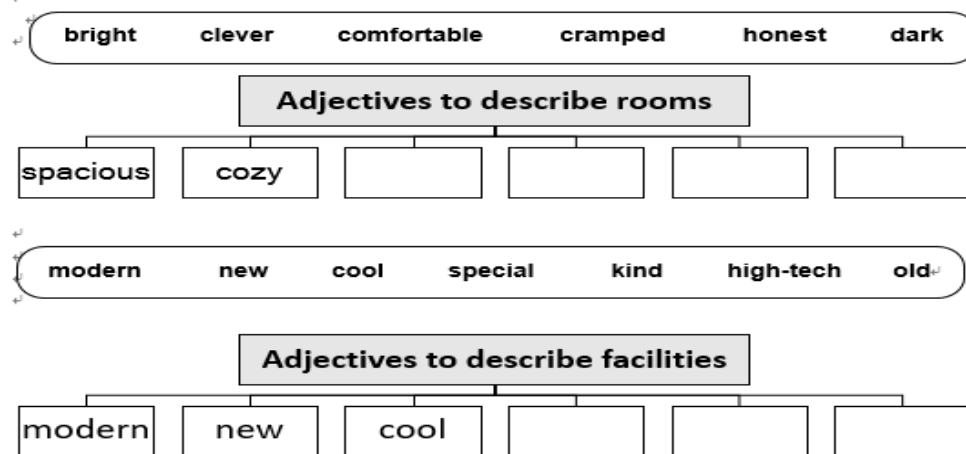 bright clever comfortable cramped honest dark
Adjectives to describe rooms
spacious cozy
modern new cool special kind high-tech old
Adjectives to describe facilities
modern new cool